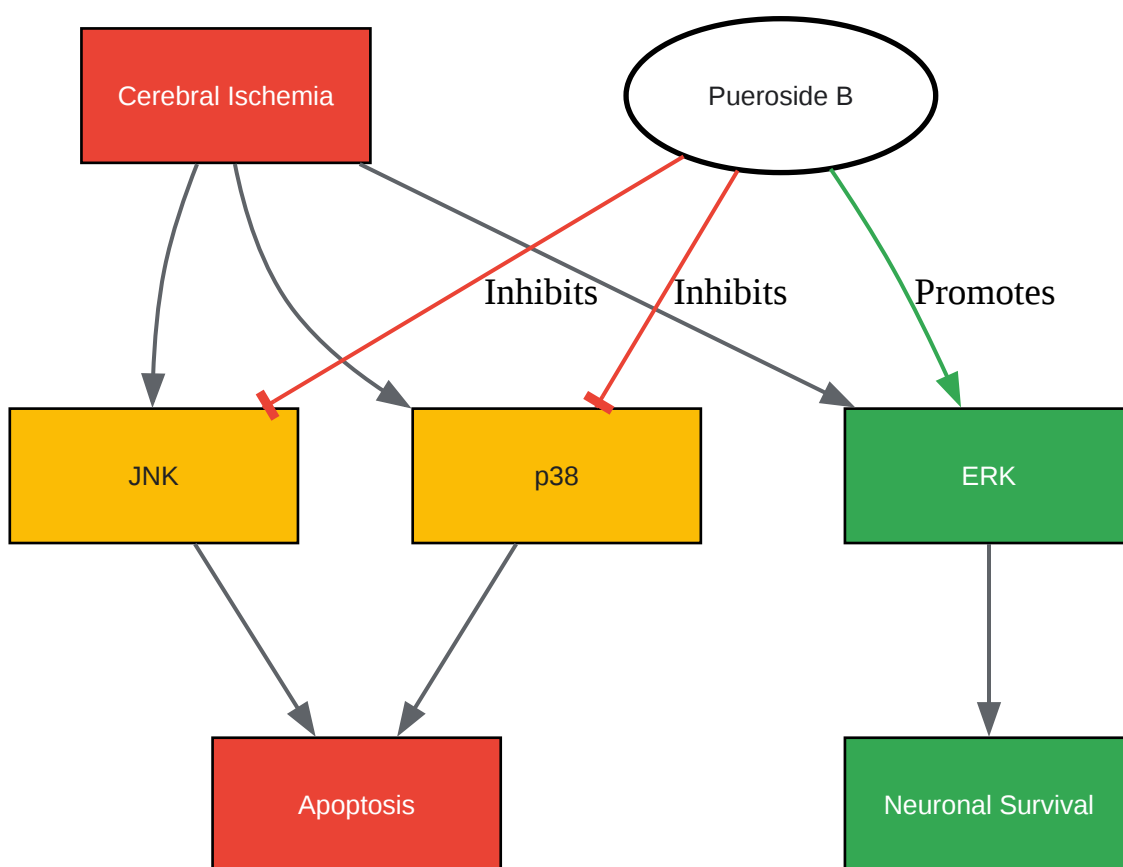 Cerebral Ischemia
Pueroside B
Inhibits
Inhibits
Promotes
JNK
p38
ERK
Apoptosis
Neuronal Survival